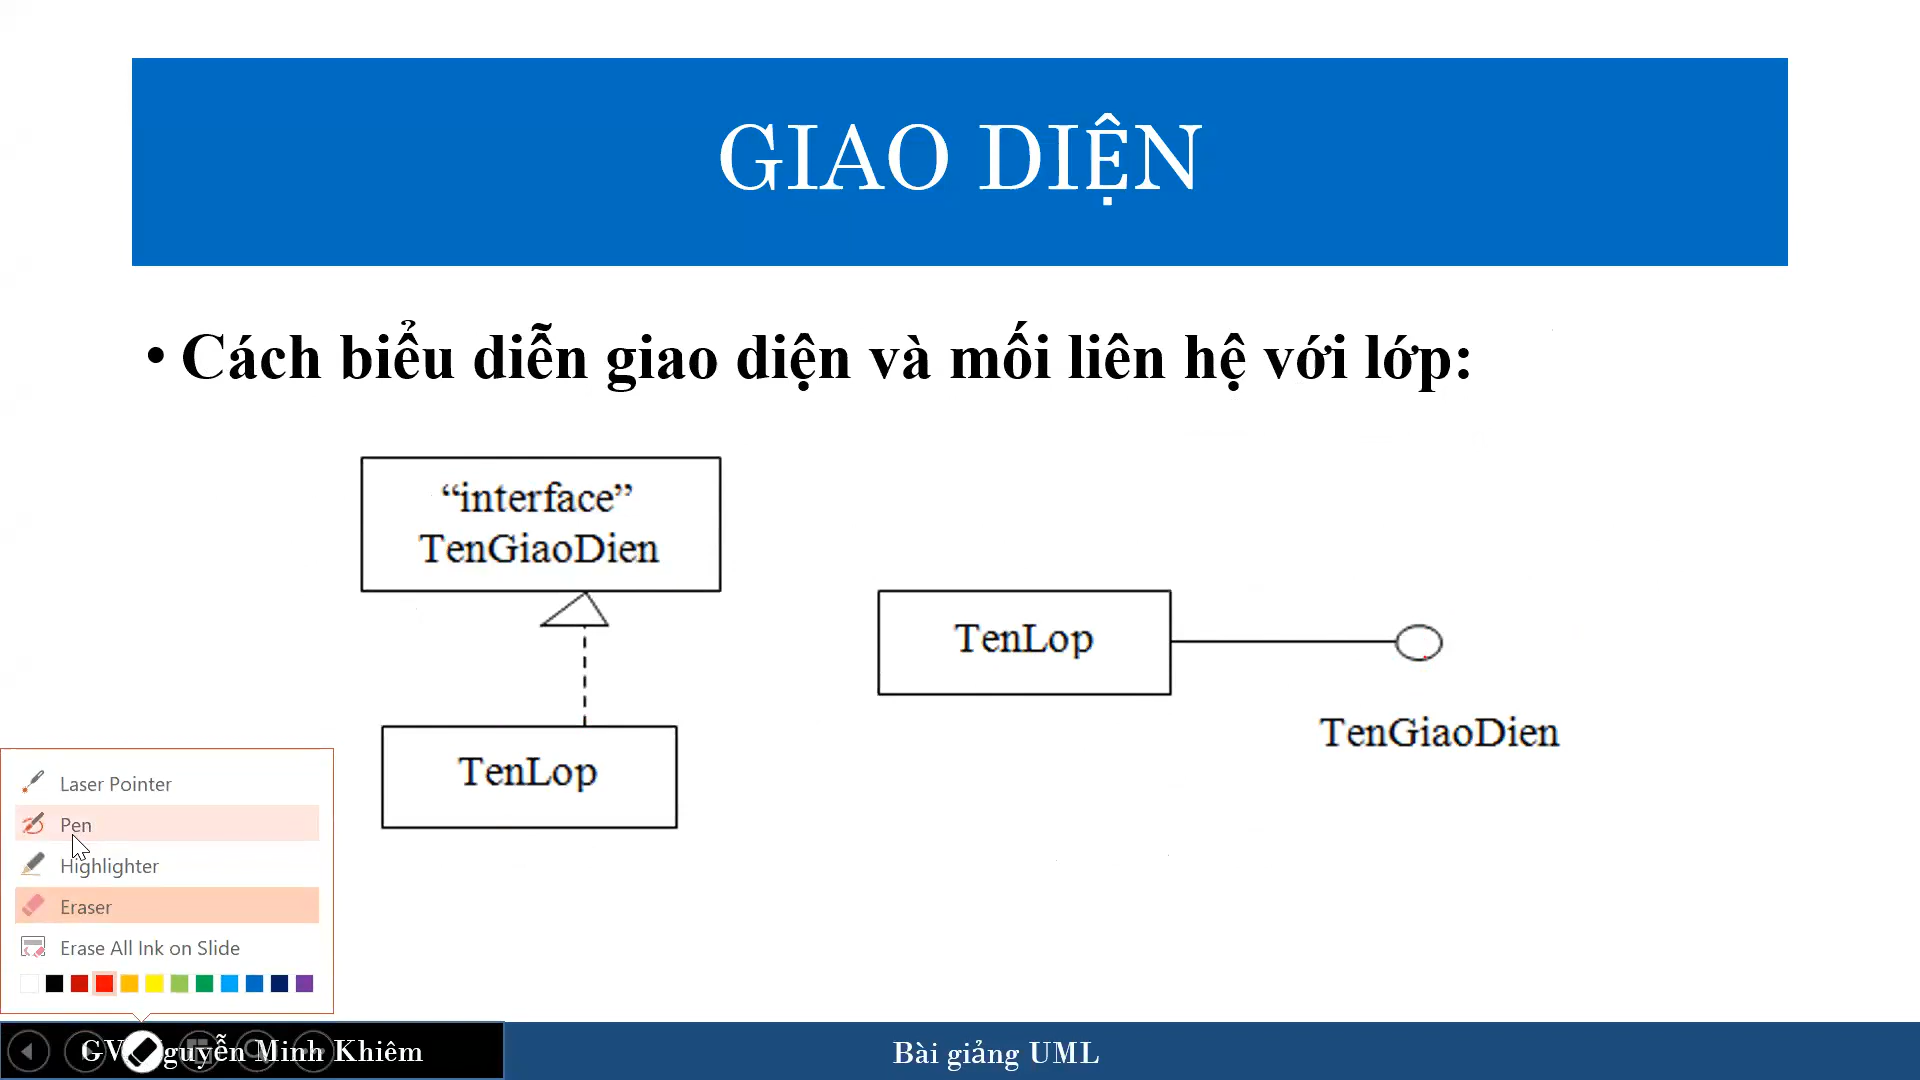 GIAO DIỆN
• Cách biểu diễn giao diện và mối liên hệ với lớp:
“interface”
TenGiaoDien
TenLop
TenLop
TenGiaoDien
Laser Pointer
Pen
Highlighter
Eraser
Erase All Ink on Slide
GV Nguyễn Minh Khiêm
Bài giảng UML